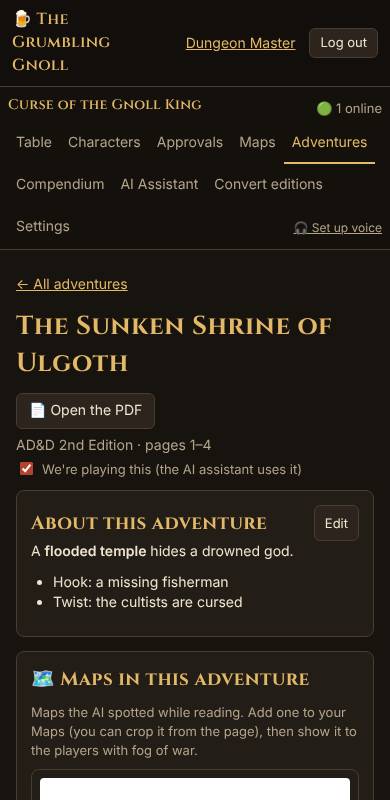 🍺 The
Grumbling
Gnoll
Dungeon Master
Log out
Curse of the Gnoll King
🟢 1 online
Table Characters Approvals Maps Adventures
Compendium AI Assistant Convert editions
Settings
🎧 Set up voice
← All adventures
The Sunken Shrine of
Ulgoth
📄 Open the PDF
AD&D 2nd Edition · pages 1–4
We're playing this (the AI assistant uses it)
About this adventure
Edit
A flooded temple hides a drowned god.
• Hook: a missing fisherman
• Twist: the cultists are cursed
🗺️ Maps in this adventure
Maps the AI spotted while reading. Add one to your
Maps (you can crop it from the page), then show it to
the players with fog of war.